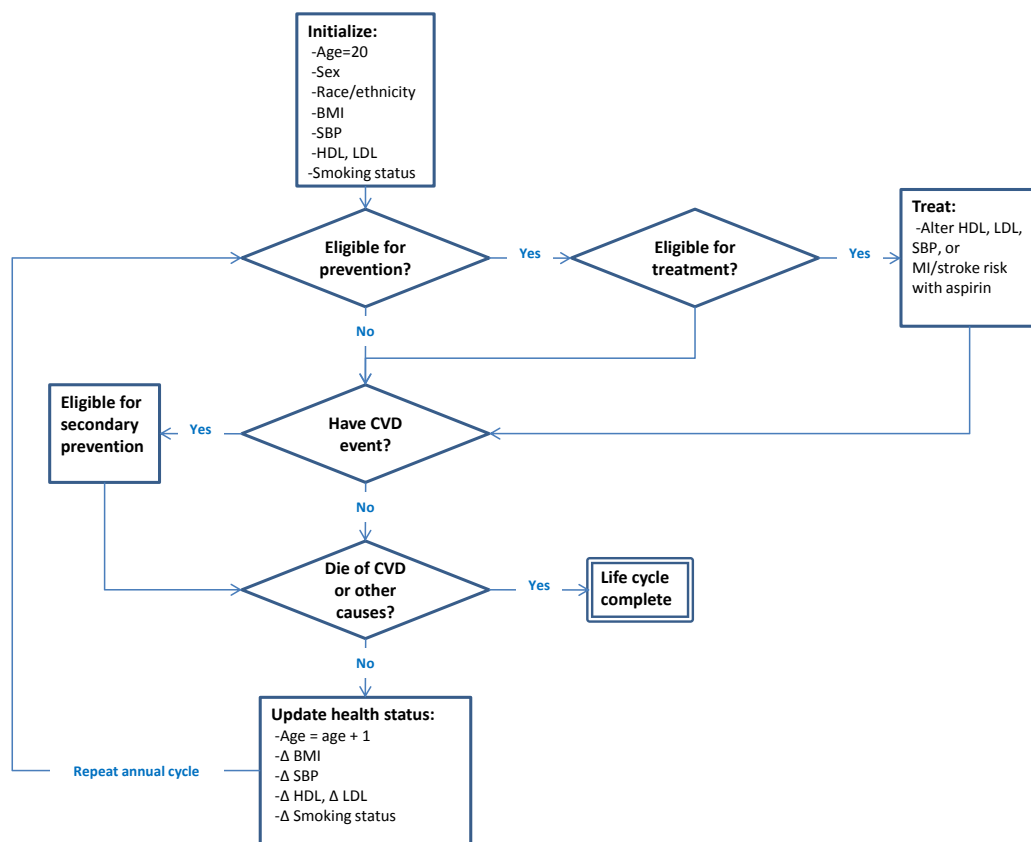 Initialize:
-Age=20
-Sex
-Race/ethnicity
-BMI
-SBP
-HDL, LDL
-Smoking status
Eligible for
prevention?
Yes
Eligible for
treatment?
Yes
Treat:
-Alter HDL, LDL,
SBP, or
MI/stroke risk
with aspirin
No
Eligible for
secondary
prevention
Yes
Have CVD
event?
No
Die of CVD
or other
causes?
Yes
Life cycle
complete
No
Update health status:
-Age = age + 1
-Δ BMI
-Δ SBP
-Δ HDL, Δ LDL
-Δ Smoking status
Repeat annual cycle